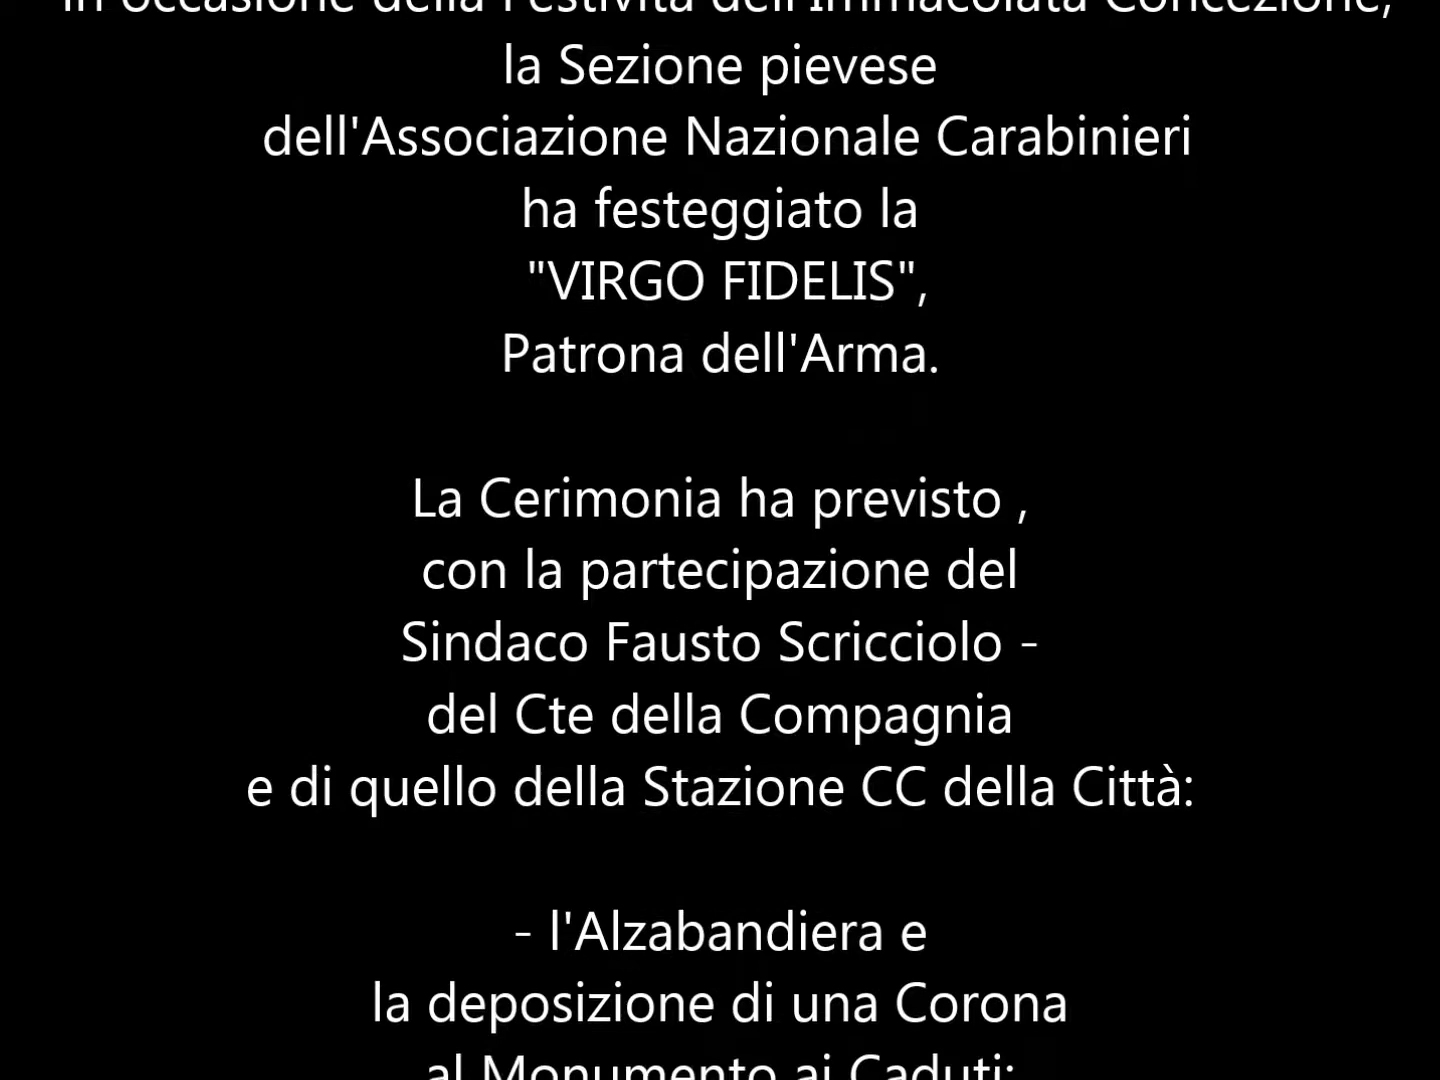 in occasione della Festività dell'Immacolata Concezione,
la Sezione pievese
dell'Associazione Nazionale Carabinieri
ha festeggiato la
"VIRGO FIDELIS",
Patrona dell'Arma.
La Cerimonia ha previsto ,
con la partecipazione del
Sindaco Fausto Scricciolo -
del Cte della Compagnia
e di quello della Stazione CC della Città:
- l'Alzabandiera e
la deposizione di una Corona
al Monumento ai Caduti;